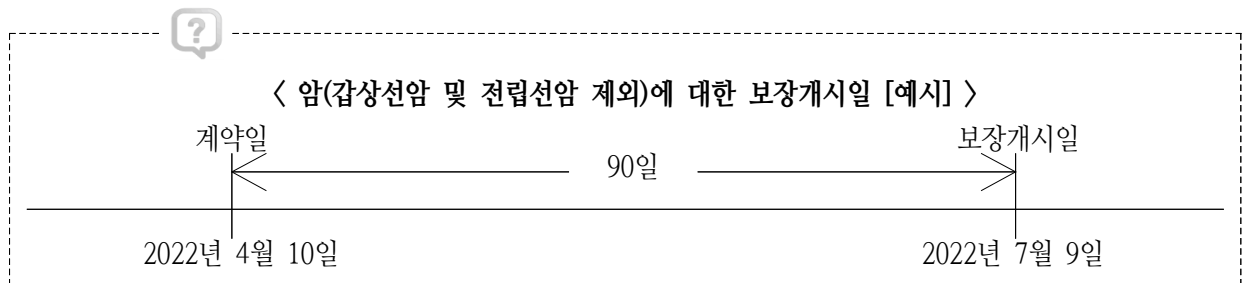 ?
〈 암(갑상선암 및 전립선암 제외)에 대한 보장개시일 [예시] 〉
계약일 보장개시일
90일
2022년 4월 10일 2022년 7월 9일